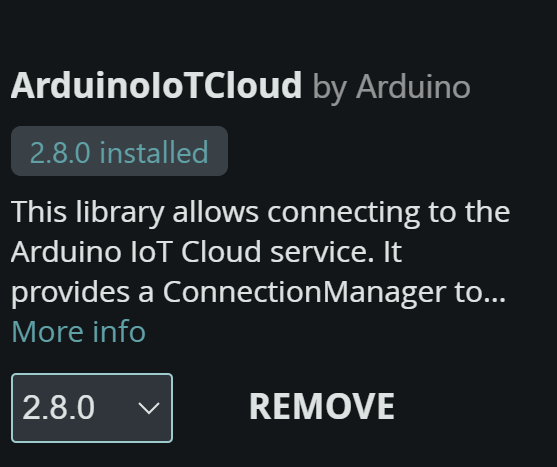 ArduinoIoTCloud by Arduino
2.8.0 installed
This library allows connecting to the
Arduino IoT Cloud service. It
provides a ConnectionManager to...
More info
2.8.0
REMOVE